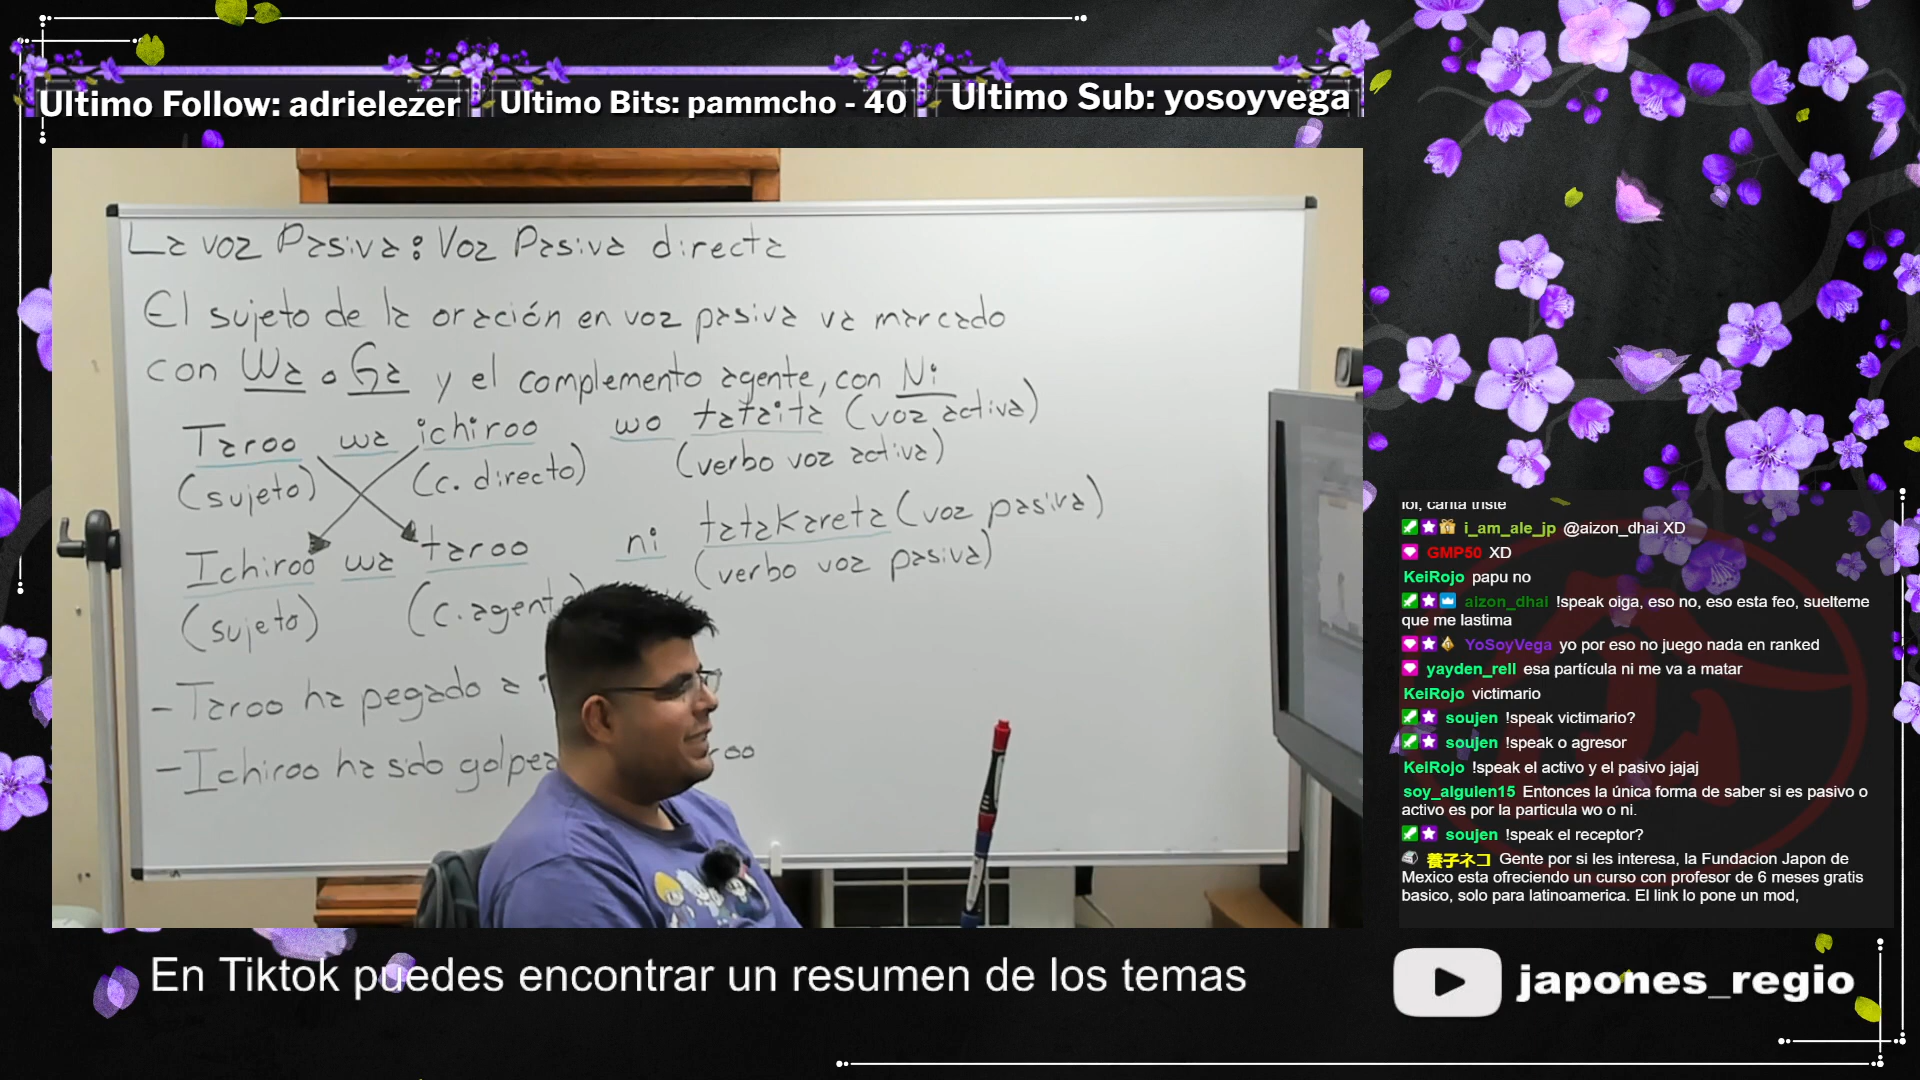 Ultimo Follow: adrielezer
Ultimo Bits: pammcho - 40
Ultimo Sub: yosoyvega
La voz Pasiva: Voz Pasiva directa
El sujeto de la oración en voz pasiva va marcado
con Wa o Ga y el complemento agente, con Ni
Taroo wa ichiroo wo tataita (voz activa)
(sujeto) (c. directo) (verbo voz activa)
Ichiroo wa taroo ni tatakareta (voz pasiva)
(sujeto) (c. agente) (verbo voz pasiva)
- Taroo ha pegado a
- Ichiroo ha sido golpea roo
lol, canta triste
i_am_ale_jp @aizon_dhai XD
GMP50 XD
KeiRojo papu no
aizon_dhai !speak oiga, eso no, eso esta feo, suelteme
que me lastima
YoSoyVega yo por eso no juego nada en ranked
yayden_rell esa partícula ni me va a matar
KeiRojo victimario
soujen !speak victimario?
soujen !speak o agresor
KeiRojo !speak el activo y el pasivo jajaj
soy_alguien15 Entonces la única forma de saber si es pasivo o
activo es por la particula wo o ni.
soujen !speak el receptor?
養子ネコ Gente por si les interesa, la Fundacion Japon de
Mexico esta ofreciendo un curso con profesor de 6 meses gratis
basico, solo para latinoamerica. El link lo pone un mod,
En Tiktok puedes encontrar un resumen de los temas
japones_regio